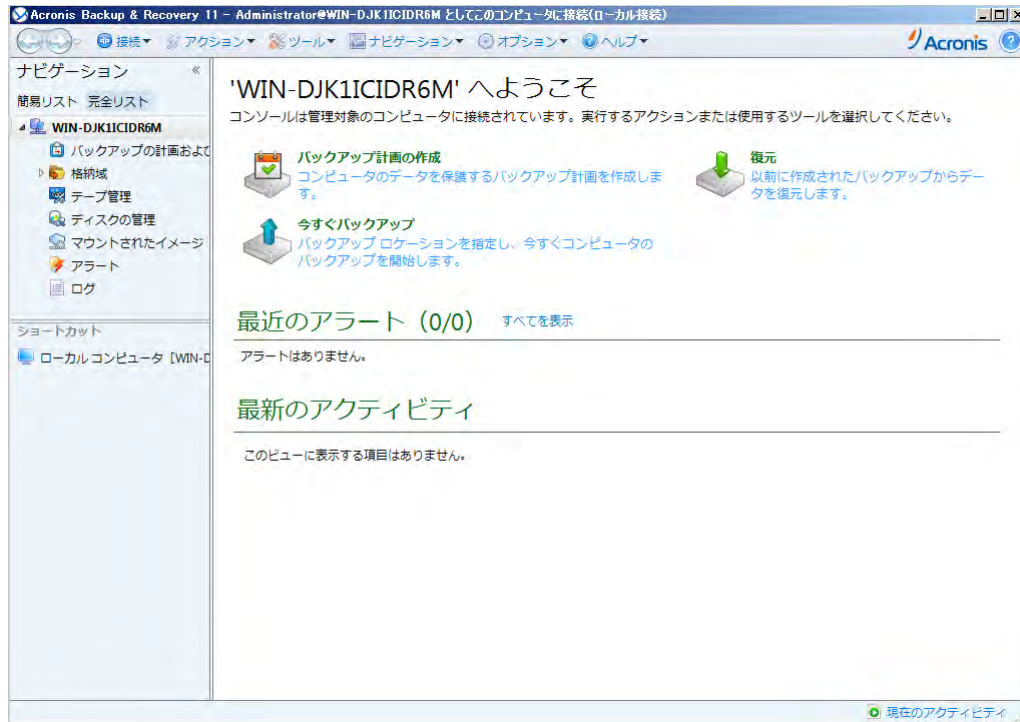 Acronis Backup & Recovery 11 - Administrator@WIN-DJK1ICIDR6M としてこのコンピュータに接続(ローカル接続)
接続 アクション ツール ナビゲーション オプション ヘルプ
Acronis
ナビゲーション
簡易リスト 完全リスト
WIN-DJK1ICIDR6M
バックアップの計画およ
格納域
テープ管理
ディスクの管理
マウントされたイメージ
アラート
ログ
ショートカット
ローカル コンピュータ [WIN-D
'WIN-DJK1ICIDR6M' へようこそ
コンソールは管理対象のコンピュータに接続されています。実行するアクションまたは使用するツールを選択してください。
バックアップ計画の作成
コンピュータのデータを保護するバックアップ計画を作成しま
す。
復元
以前に作成されたバックアップからデー
タを復元します。
今すぐバックアップ
バックアップ ロケーションを指定し、今すぐコンピュータの
バックアップを開始します。
最近のアラート（0/0） すべてを表示
アラートはありません。
最新のアクティビティ
このビューに表示する項目はありません。
現在のアクティビティ